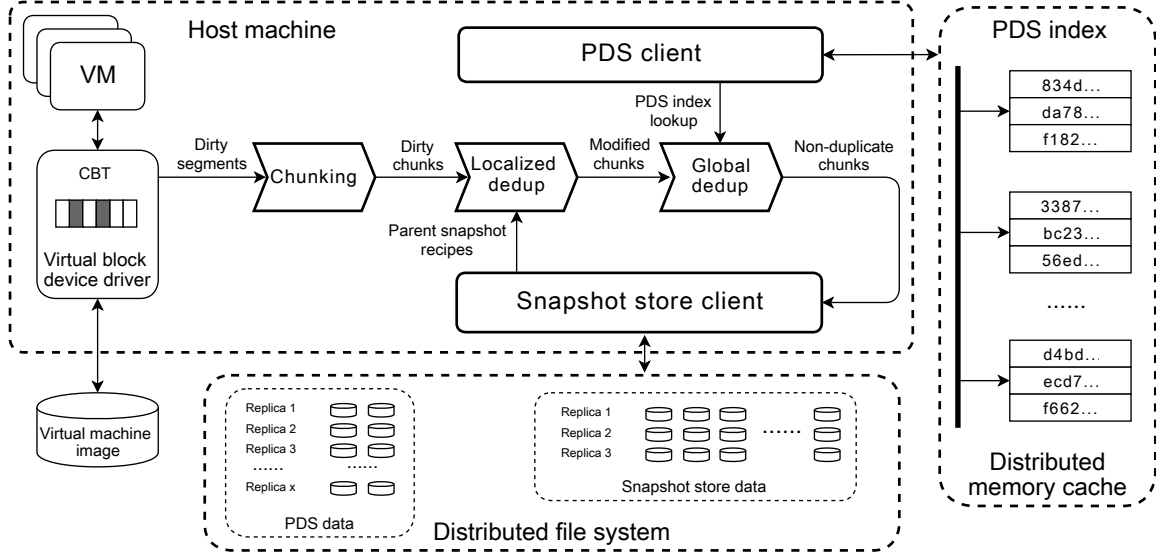 Host machine
VM
CBT
Virtual block
device driver
Virtual machine
image
Dirty
segments
Chunking
Dirty
chunks
Localized
dedup
Parent snapshot
recipes
Modified
chunks
PDS client
PDS index
lookup
Global
dedup
Non-duplicate
chunks
Snapshot store client
Replica 1
Replica 2
Replica 3
...... ......
Replica x
PDS data
Replica 1
Replica 2 ......
Replica 3
Snapshot store data
Distributed file system
PDS index
834d...
da78...
f182...
3387...
bc23...
56ed...
......
d4bd...
ecd7...
f662...
Distributed
memory cache